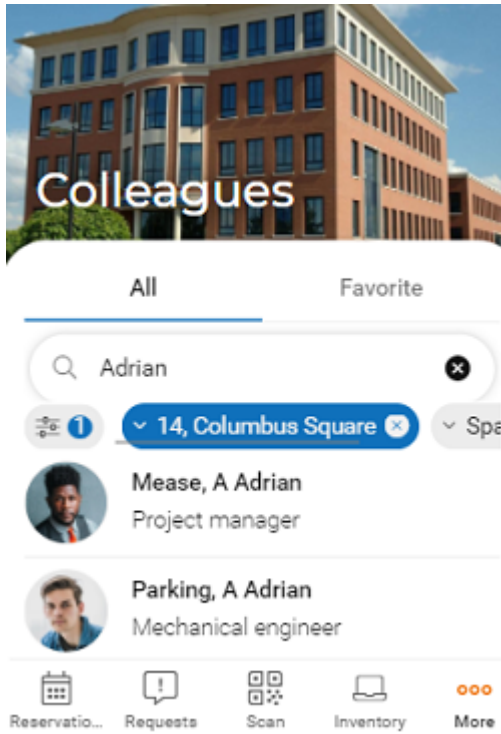 Colleagues
All Favorite
Adrian
1 14, Columbus Square Spa
Mease, A Adrian
Project manager
Parking, A Adrian
Mechanical engineer
Reservatio... Requests Scan Inventory More